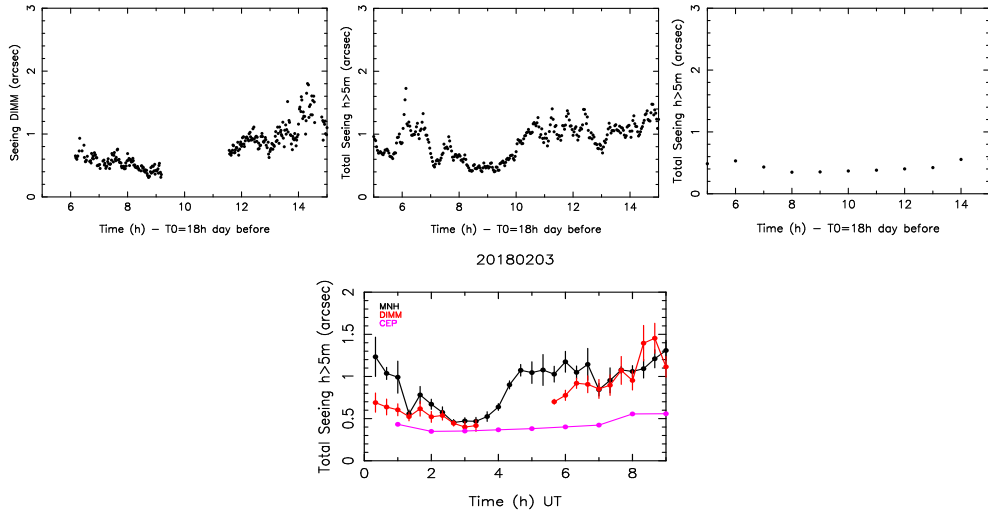 3
2
1
0
Seeing DIMM (arcsec)
6 8 10 12 14
Time (h) – T0=18h day before
3
2
1
0
Total Seeing h>5m (arcsec)
6 8 10 12 14
Time (h) – T0=18h day before
3
2
1
0
Total Seeing h>5m (arcsec)
6 8 10 12 14
Time (h) – T0=18h day before
20180203
2
1.5
1
0.5
0
Total Seeing h>5m (arcsec)
MNH
DIMM
CEP
0 2 4 6 8
Time (h) UT